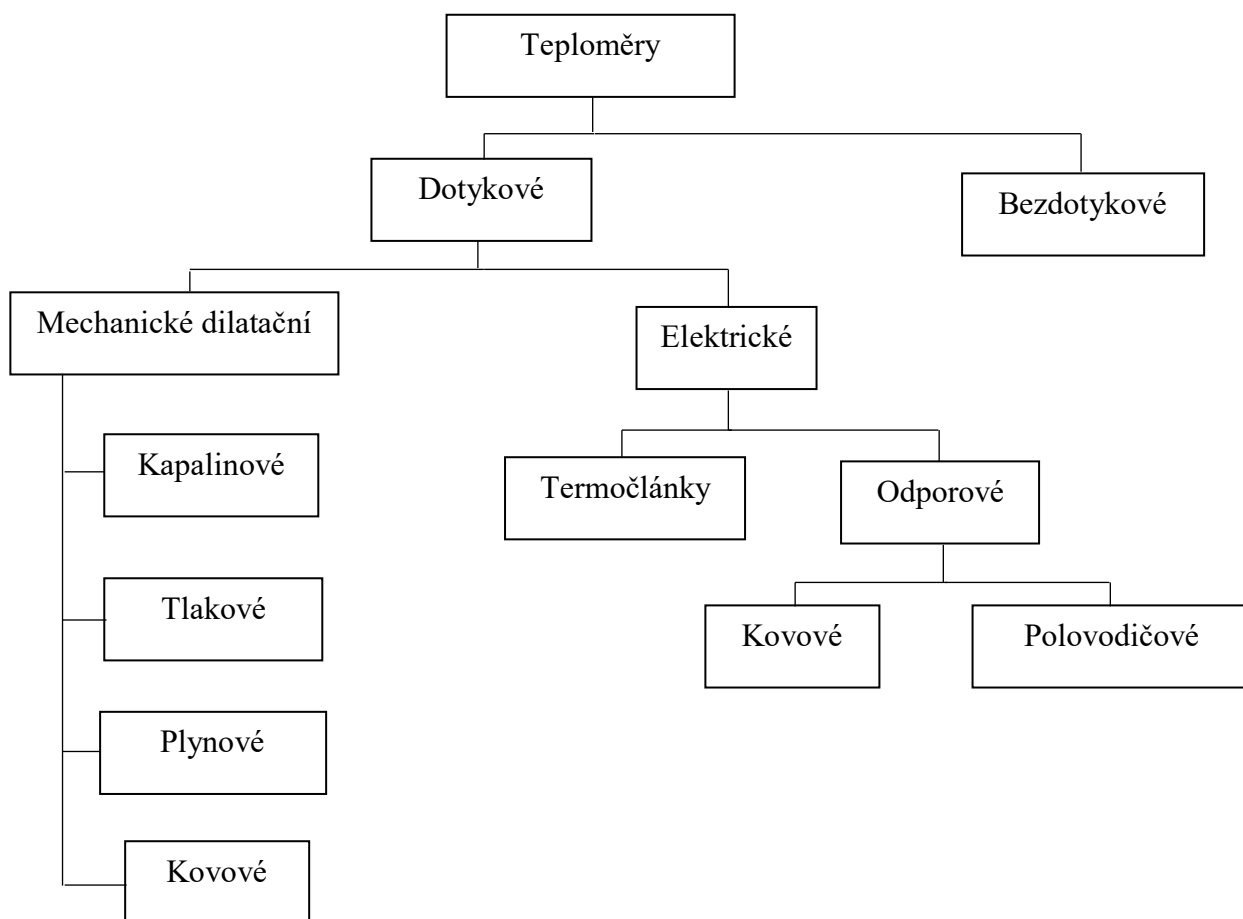 Teploměry
Dotykové
Bezdotykové
Mechanické dilatační
Elektrické
Kapalinové
Termočlánky
Odporové
Tlakové
Kovové
Polovodičové
Plynové
Kovové